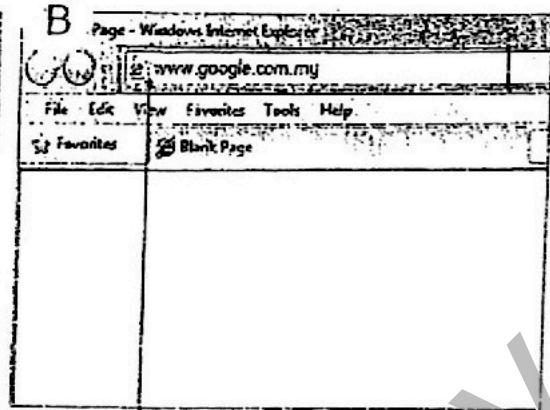 B
Page - Windows Internet Explorer
www.google.com.my
File Edit View Favorites Tools Help
Favorites
Blank Page